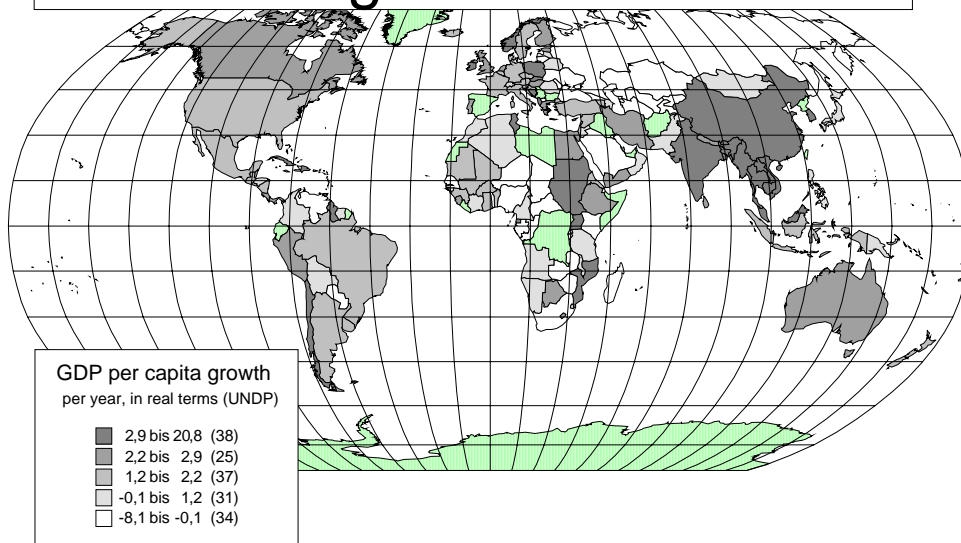 GDP per capita growth
per year, in real terms (UNDP)
2,9 bis 20,8 (38)
2,2 bis 2,9 (25)
1,2 bis 2,2 (37)
-0,1 bis 1,2 (31)
-8,1 bis -0,1 (34)